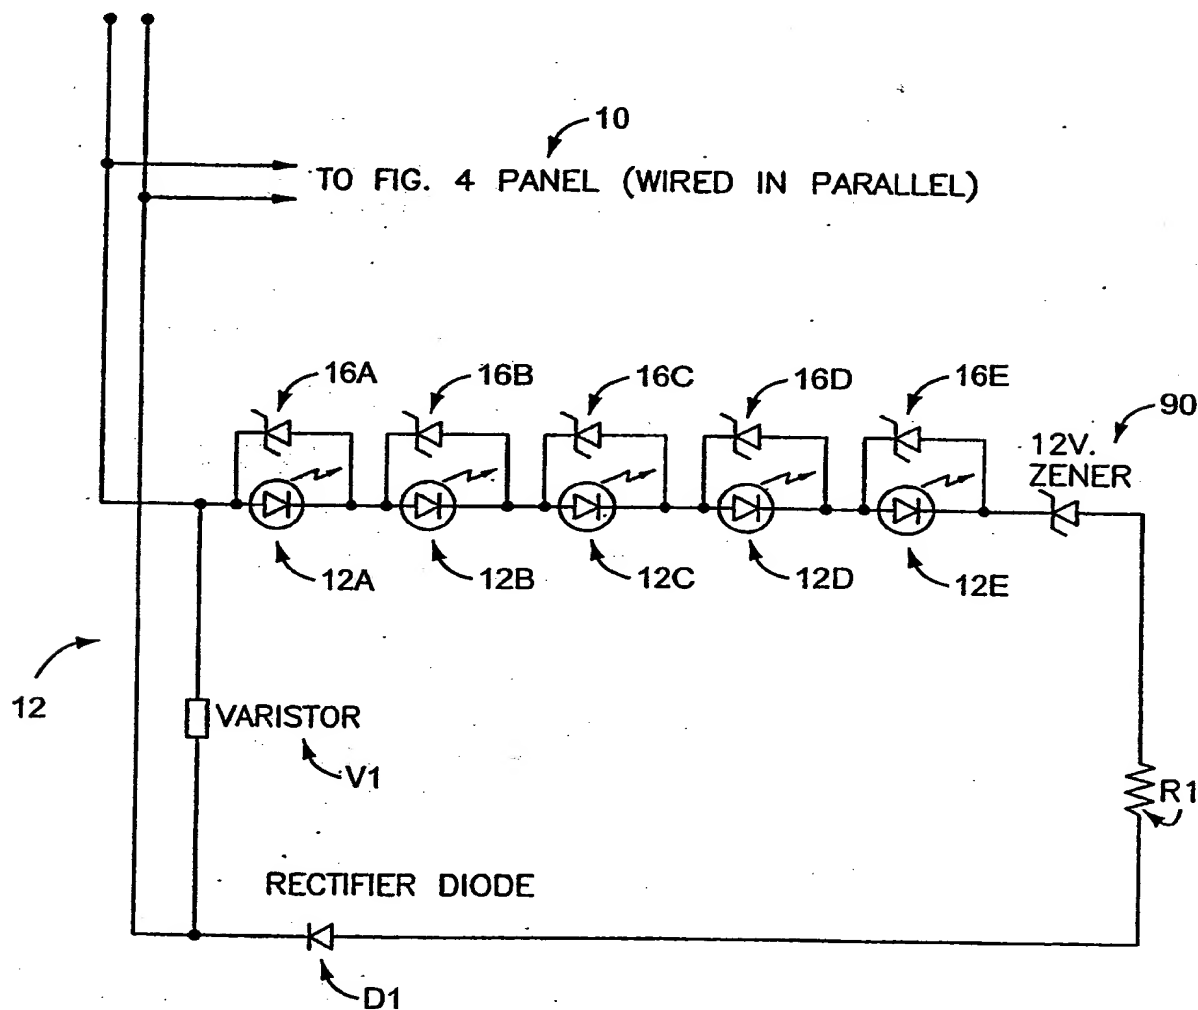 10
TO FIG. 4 PANEL (WIRED IN PARALLEL)
16A
16B
16C
16D
16E
90
12V.
ZENER
12A
12B
12C
12D
12E
12
VARISTOR
V1
R1
RECTIFIER DIODE
D1